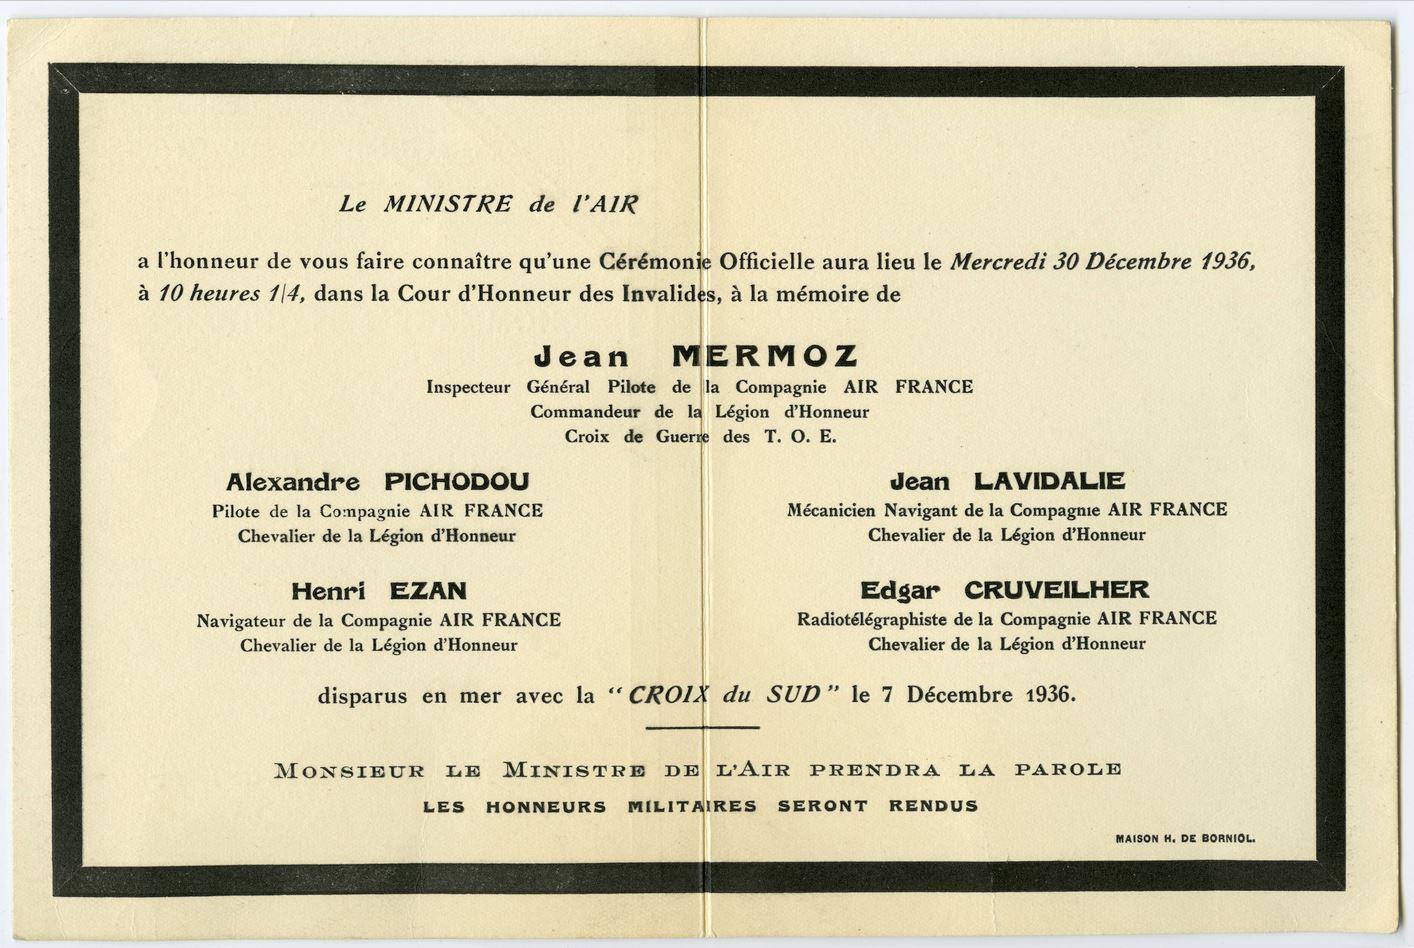 Le MINISTRE de l'AIR
a l'honneur de vous faire connaître qu'une Cérémonie Officielle aura lieu le Mercredi 30 Décembre 1936,
à 10 heures 1/4, dans la Cour d'Honneur des Invalides, à la mémoire de
Jean MERMOZ
Inspecteur Général Pilote de la Compagnie AIR FRANCE
Commandeur de la Légion d'Honneur
Croix de Guerre des T. O. E.
Alexandre PICHODOU
Pilote de la Compagnie AIR FRANCE
Chevalier de la Légion d'Honneur
Jean LAVIDALIE
Mécanicien Navigant de la Compagnie AIR FRANCE
Chevalier de la Légion d'Honneur
Henri EZAN
Navigateur de la Compagnie AIR FRANCE
Chevalier de la Légion d'Honneur
Edgar CRUVEILHER
Radiotélégraphiste de la Compagnie AIR FRANCE
Chevalier de la Légion d'Honneur
disparus en mer avec la "CROIX du SUD" le 7 Décembre 1936.
MONSIEUR LE MINISTRE DE L'AIR PRENDRA LA PAROLE
LES HONNEURS MILITAIRES SERONT RENDUS
MAISON H. DE BORNIOL.